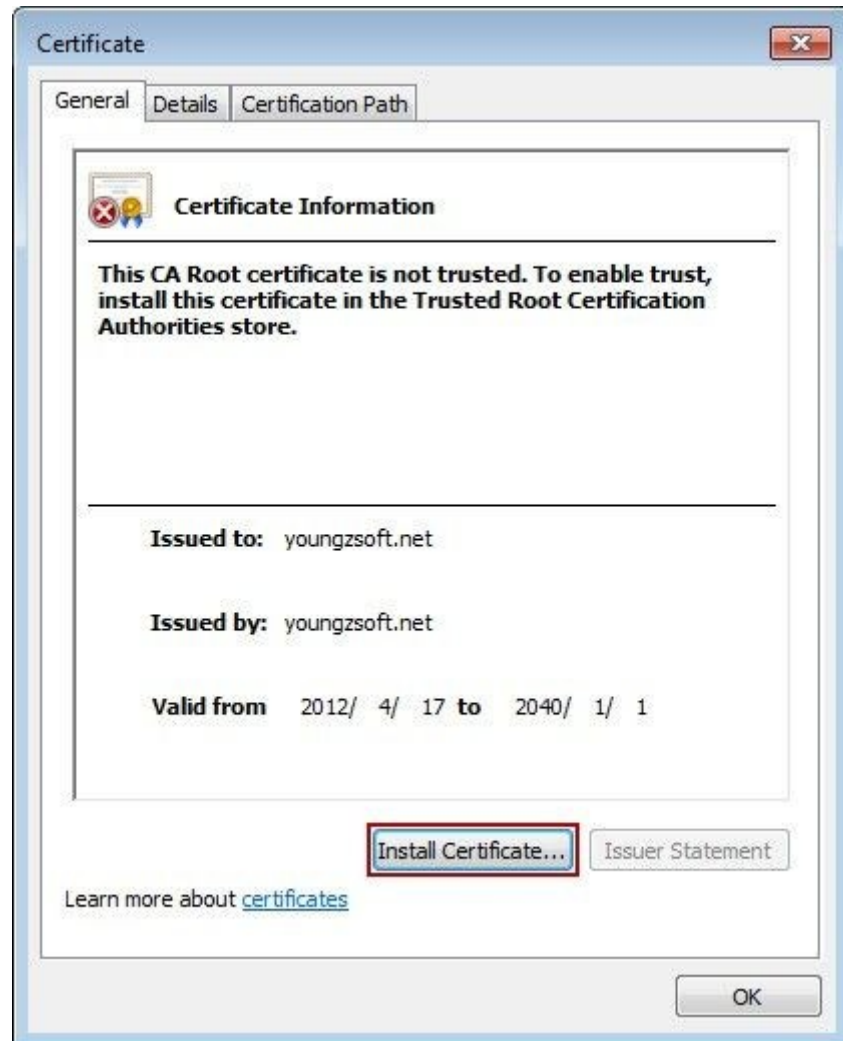 Certificate
General Details Certification Path
Certificate Information
This CA Root certificate is not trusted. To enable trust,
install this certificate in the Trusted Root Certification
Authorities store.
Issued to: youngzsoft.net
Issued by: youngzsoft.net
Valid from 2012/ 4/ 17 to 2040/ 1/ 1
Install Certificate... Issuer Statement
Learn more about certificates
OK